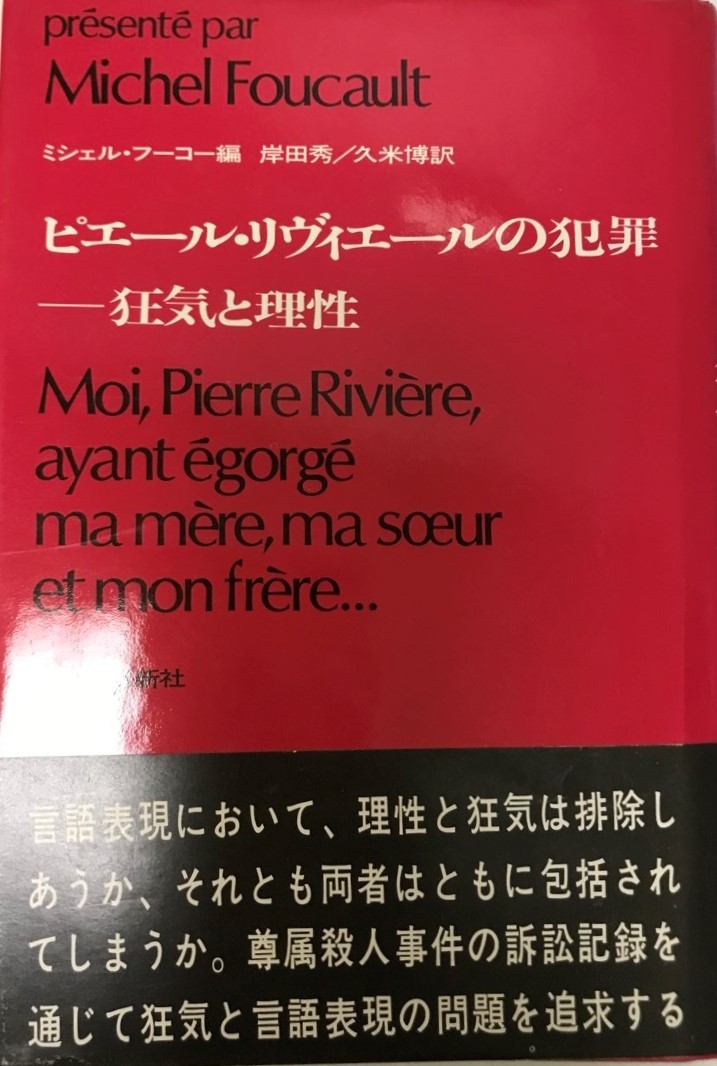 présenté par
Michel Foucault
ミシェル・フーコー編 岸田秀／久米博訳
ピエール・リヴィエールの犯罪
──狂気と理性
Moi, Pierre Rivière,
ayant égorgé
ma mère, ma sœur
et mon frère...
新社
言語表現において、理性と狂気は排除し
あうか、それとも両者はともに包括され
てしまうか。尊属殺人事件の訴訟記録を
通じて狂気と言語表現の問題を追求する